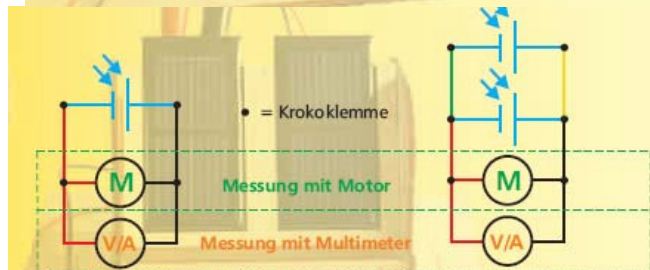 • = Krokoklemme
M
Messung mit Motor
M
V/A
Messung mit Multimeter
V/A